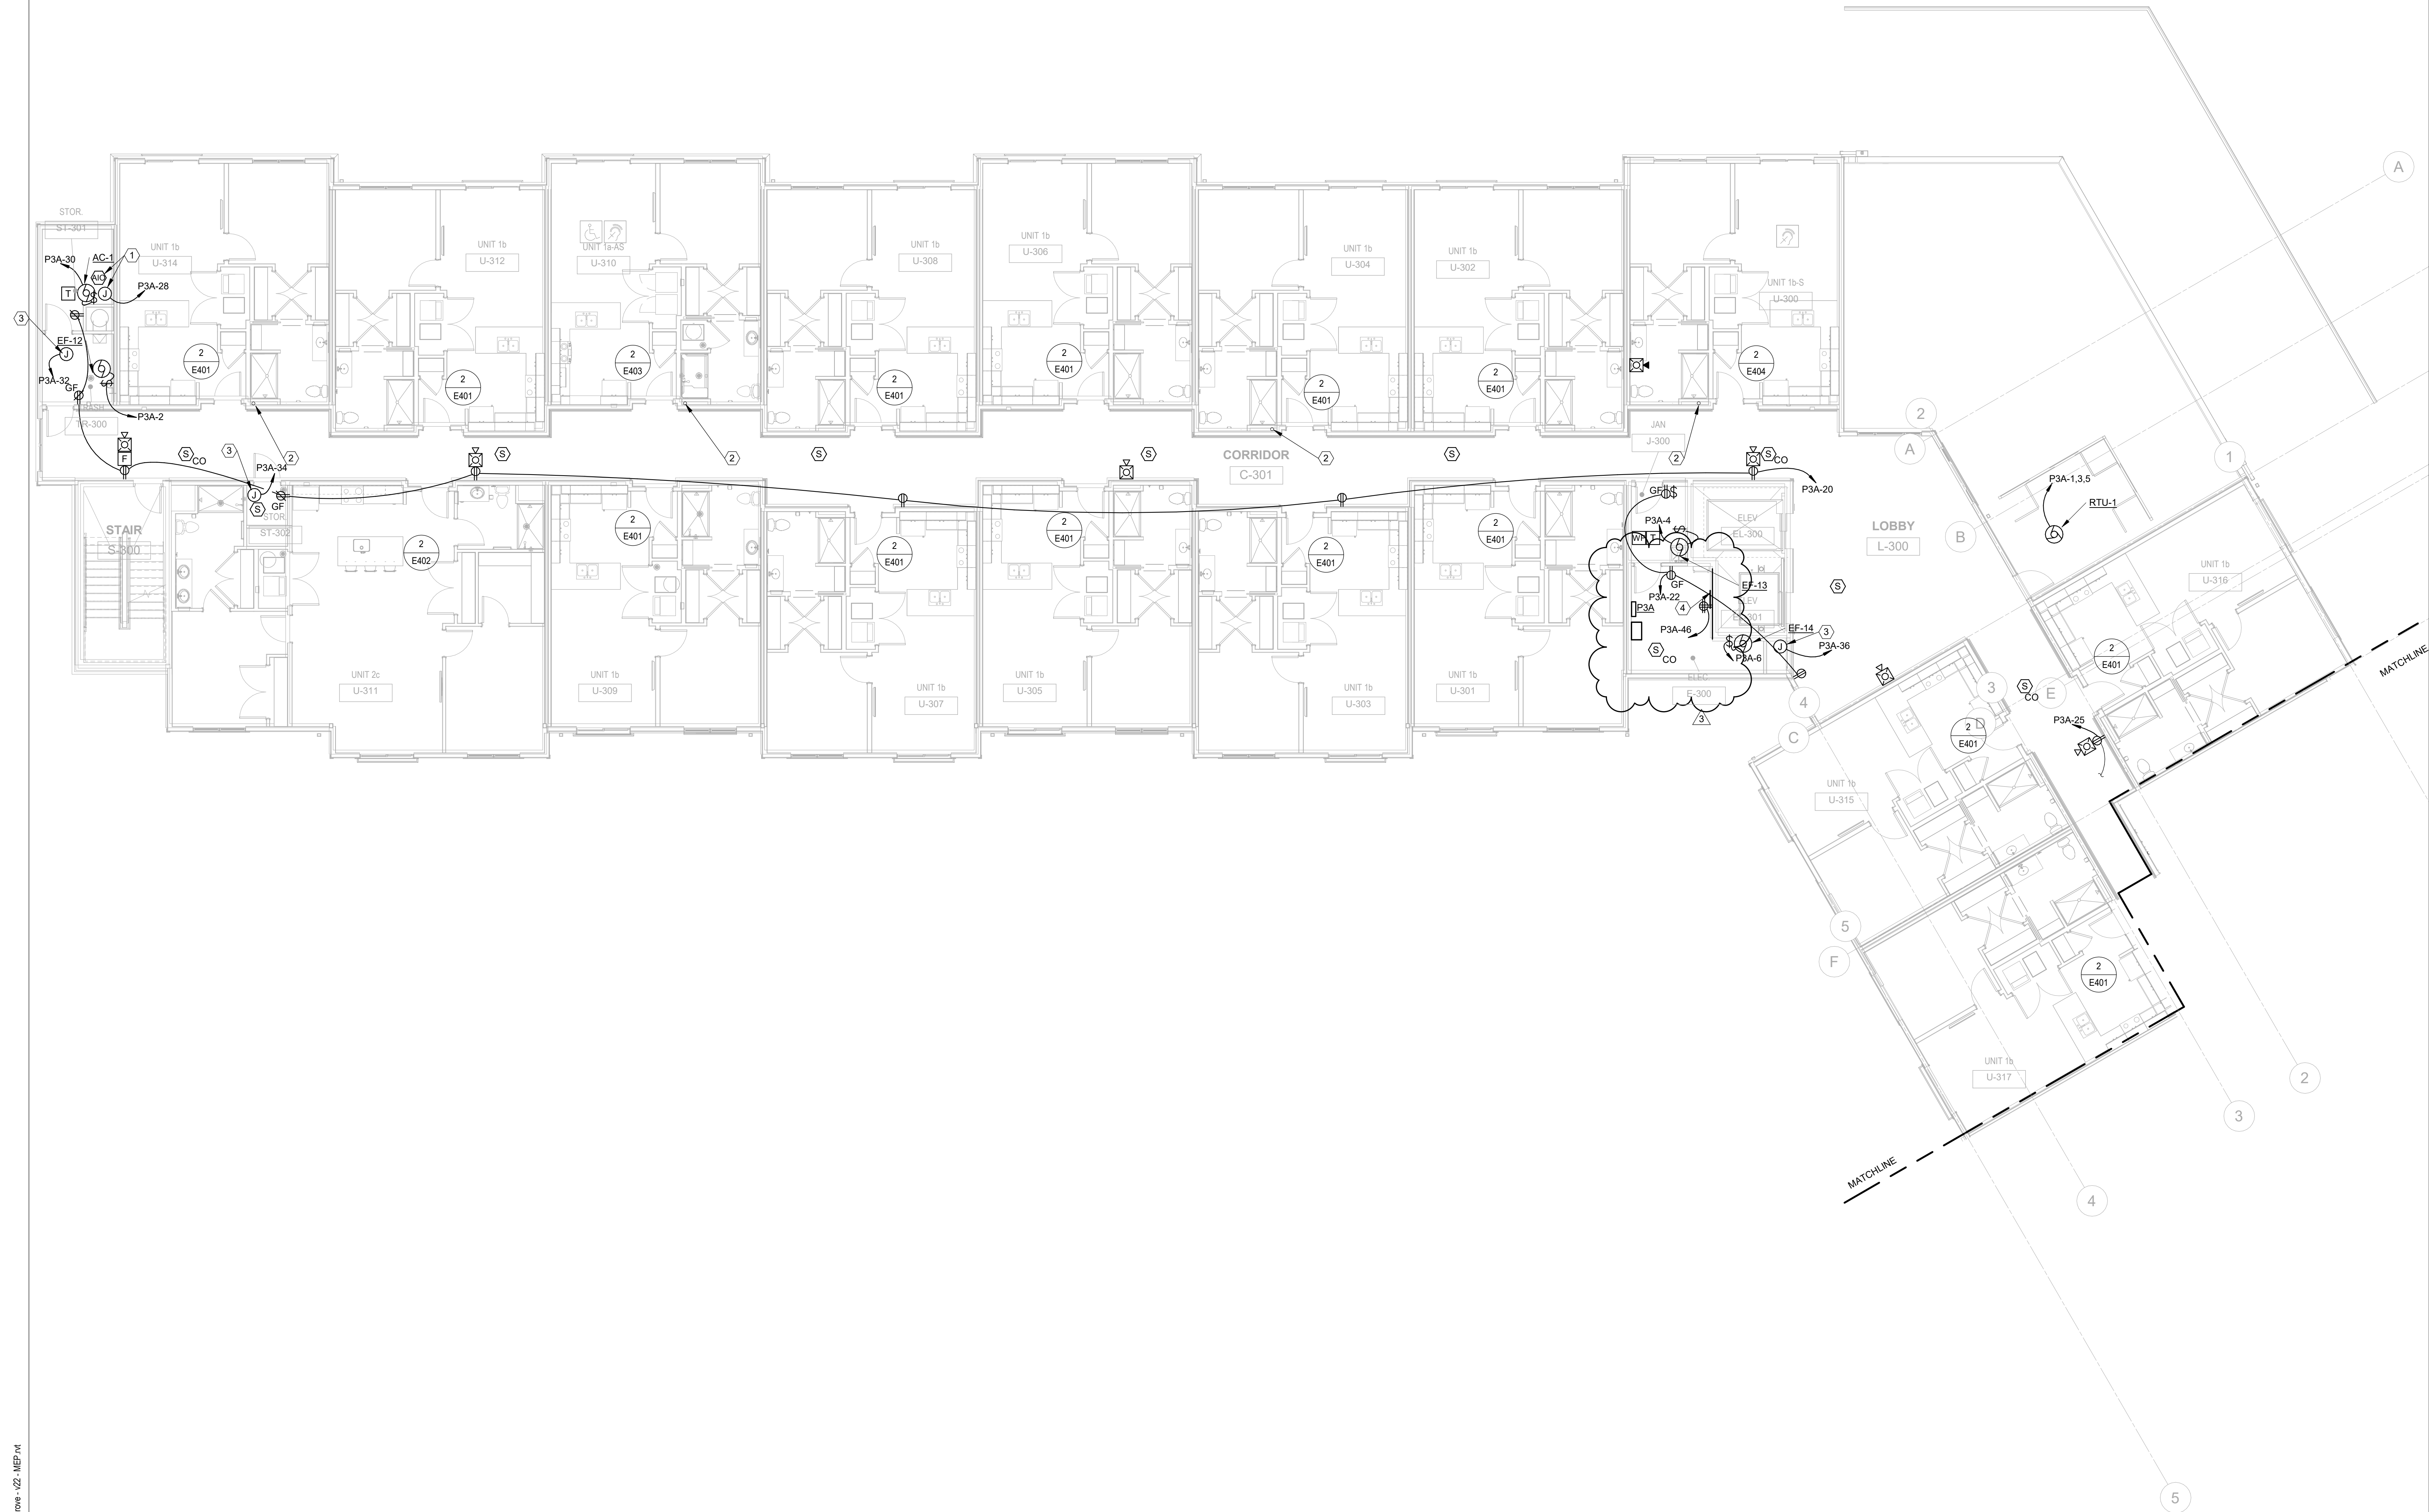 A
STOR.
ST-301
P3A-30
AC-1
1
AIO
T
J
P3A-28
3
EF-12
J
P3A-32
GF
P3A-2
TRASH
TR-300
F
UNIT 1b
U-314
2
E401
UNIT 1b
U-312
2
E401
UNIT 1a-AS
U-310
2
E403
UNIT 1b
U-308
2
E401
UNIT 1b
U-306
2
E401
UNIT 1b
U-304
2
E401
UNIT 1b
U-302
2
E401
UNIT 1b-S
U-300
2
E404
S
CO
3
P3A-34
2
J
S
GF
STOR.
ST-302
S
2
S
S
CORRIDOR
C-301
2
S
JAN
J-300
2
S
CO
P3A-20
STAIR
S-300
UNIT 2c
U-311
2
E402
UNIT 1b
U-309
2
E401
UNIT 1b
U-307
2
E401
UNIT 1b
U-305
2
E401
UNIT 1b
U-303
2
E401
UNIT 1b
U-301
2
E401
GF
$
P3A-4
WH
T
ELEV
EL-300
EF-13
GF
P3A-22
4
P3A
P3A-46
ELEV
EL-301
EF-14
3
$
J
P3A-36
P3A-6
S
CO
ELEC.
E-300
3
LOBBY
L-300
S
2
A
B
1
P3A-1,3,5
RTU-1
UNIT 1b
U-316
2
E401
MATCHLINE
S
CO
E
3
D
4
C
P3A-25
2
E401
UNIT 1b
U-315
5
F
2
E401
UNIT 1b
U-317
MATCHLINE
2
3
4
5
rove - v22 - MEP.rvt